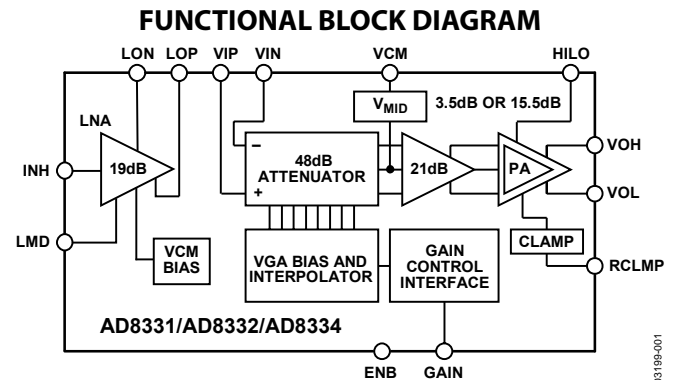 FUNCTIONAL BLOCK DIAGRAM
LON LOP VIP VIN VCM HILO
LNA
VMID
3.5dB OR 15.5dB
INH
19dB
–
+
48dB
ATTENUATOR
21dB
PA
VOH
VOL
LMD
VCM
BIAS
VGA BIAS AND
INTERPOLATOR
GAIN
CONTROL
INTERFACE
CLAMP
RCLMP
AD8331/AD8332/AD8334
ENB GAIN
03199-001